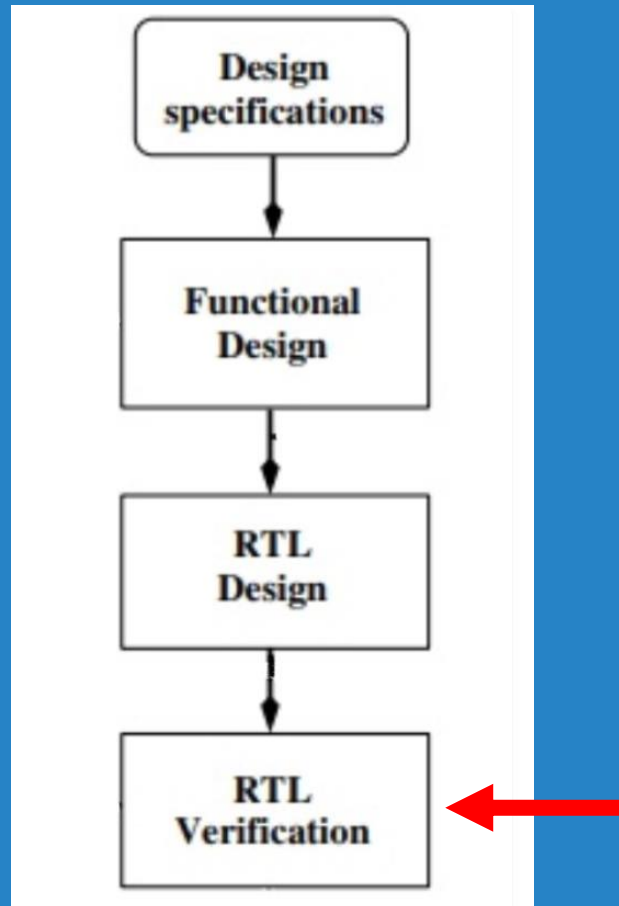 Design
specifications
Functional
Design
RTL
Design
RTL
Verification